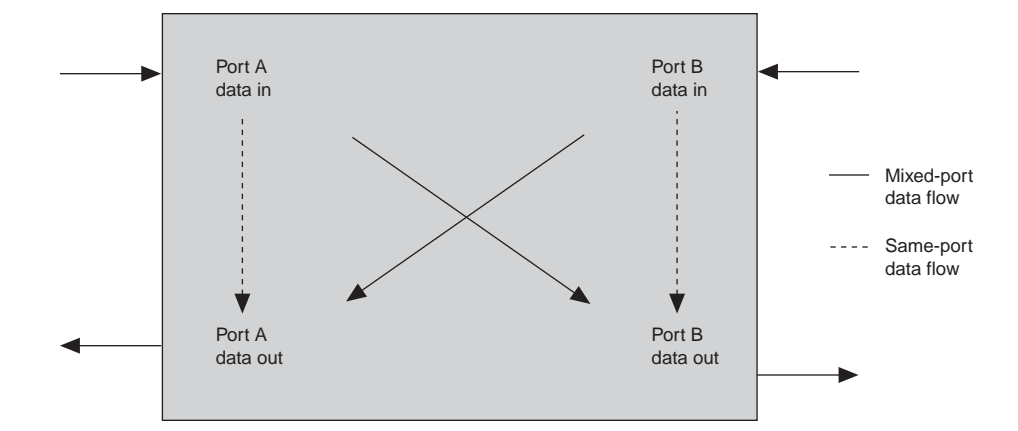 Port A
data in
Port B
data in
Mixed-port
data flow
Same-port
data flow
Port A
data out
Port B
data out